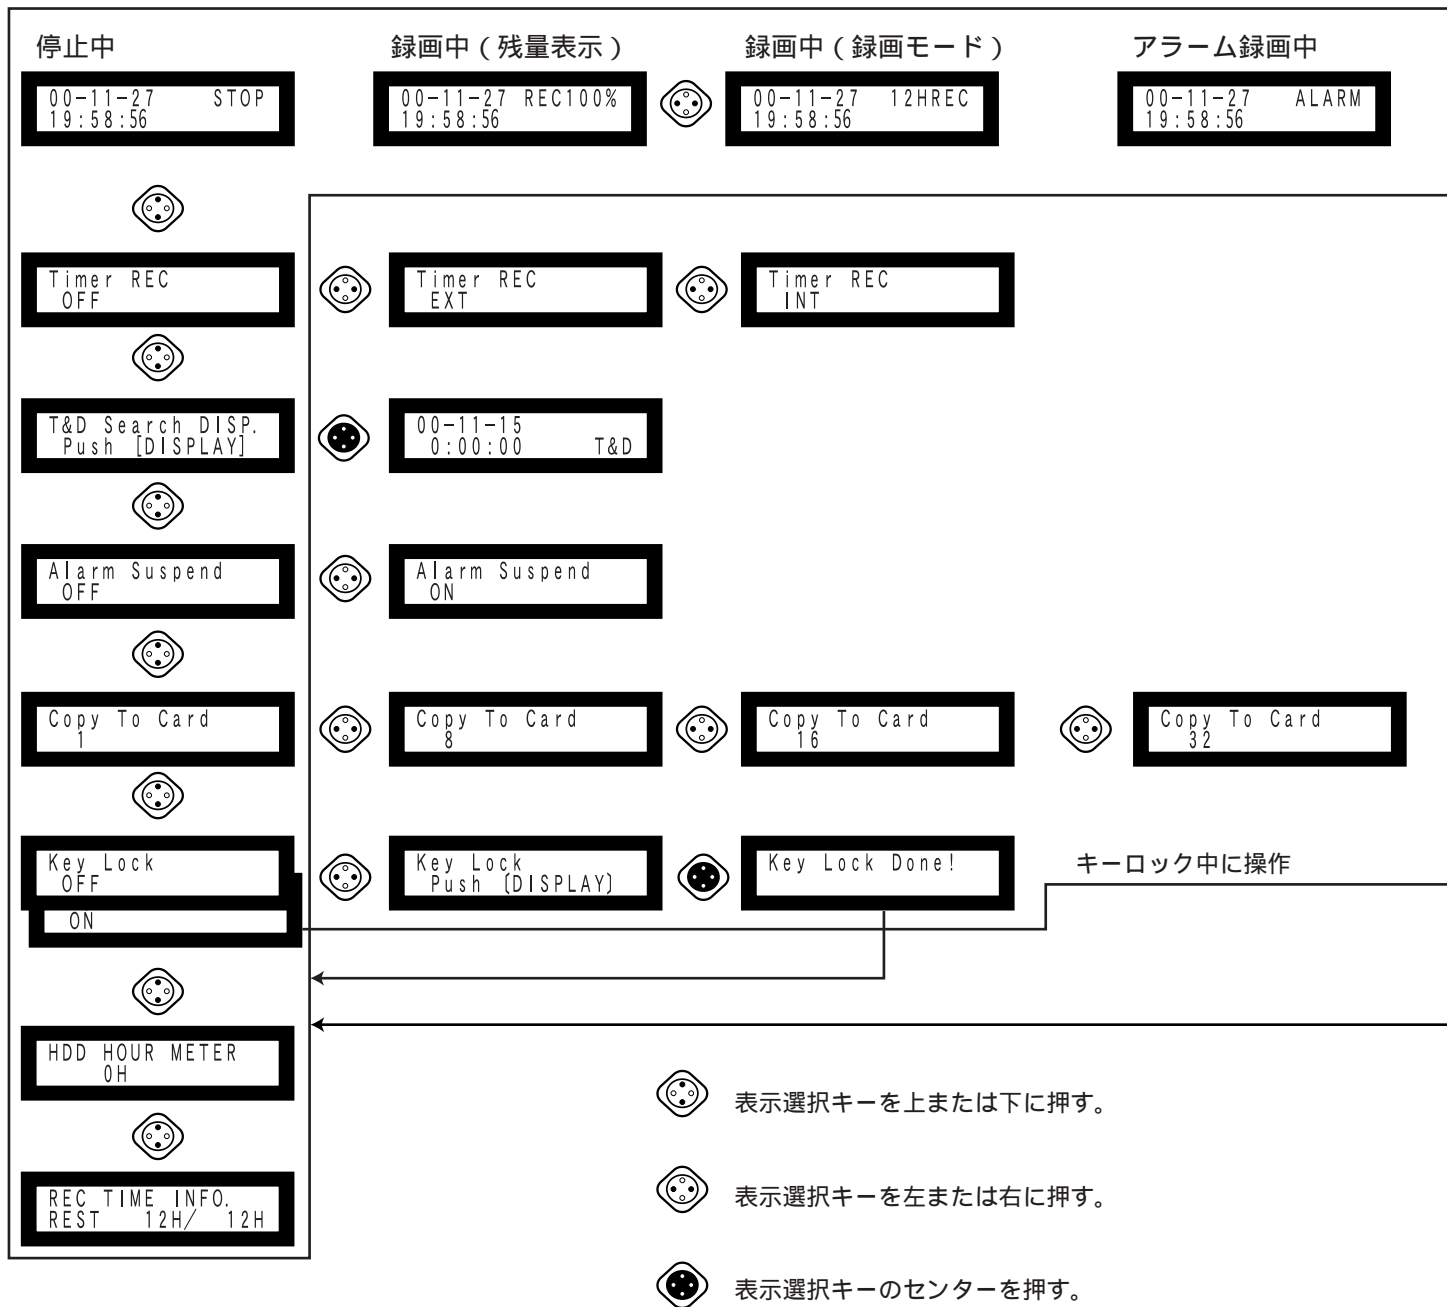 停止中
録画中（残量表示）
録画中（録画モード）
アラーム録画中
00-11-27 STOP
19:58:56
00-11-27 REC100%
19:58:56
00-11-27 12HREC
19:58:56
00-11-27 ALARM
19:58:56
Timer REC
OFF
Timer REC
EXT
Timer REC
INT
T&D Search DISP.
Push [DISPLAY]
00-11-15
0:00:00 T&D
Alarm Suspend
OFF
Alarm Suspend
ON
Copy To Card
1
Copy To Card
8
Copy To Card
16
Copy To Card
32
Key Lock
OFF
ON
Key Lock
Push (DISPLAY)
Key Lock Done!
キーロック中に操作
HDD HOUR METER
0H
REC TIME INFO.
REST 12H/ 12H
表示選択キーを上または下に押す。
表示選択キーを左または右に押す。
表示選択キーのセンターを押す。